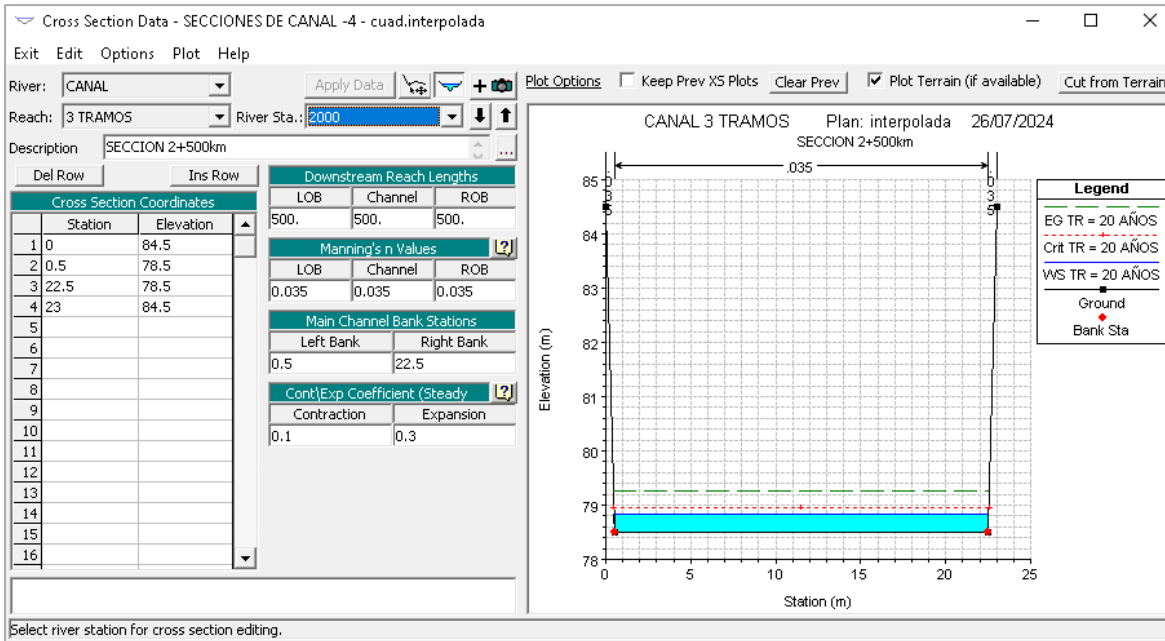 Cross Section Data - SECCIONES DE CANAL -4 - cuad.interpolada
Exit Edit Options Plot Help
River: CANAL Apply Data
Reach: 3 TRAMOS River Sta.: 2000
Description SECCION 2+500km ...
Del Row Ins Row
Cross Section Coordinates
Station Elevation
1 0 84.5
2 0.5 78.5
3 22.5 78.5
4 23 84.5
5
6
7
8
9
10
11
12
13
14
15
16
Downstream Reach Lengths
LOB Channel ROB
500. 500. 500.
Manning's n Values ?
LOB Channel ROB
0.035 0.035 0.035
Main Channel Bank Stations
Left Bank Right Bank
0.5 22.5
Cont\Exp Coefficient (Steady ?
Contraction Expansion
0.1 0.3
Plot Options Keep Prev XS Plots Clear Prev Plot Terrain (if available) Cut from Terrain
CANAL 3 TRAMOS Plan: interpolada 26/07/2024
SECCION 2+500km
.035
.035
.035
85
84
83
82
81
80
79
78
Elevation (m)
0 5 10 15 20 25
Station (m)
Legend
EG TR = 20 AÑOS
Crit TR = 20 AÑOS
WS TR = 20 AÑOS
Ground
Bank Sta
Select river station for cross section editing.